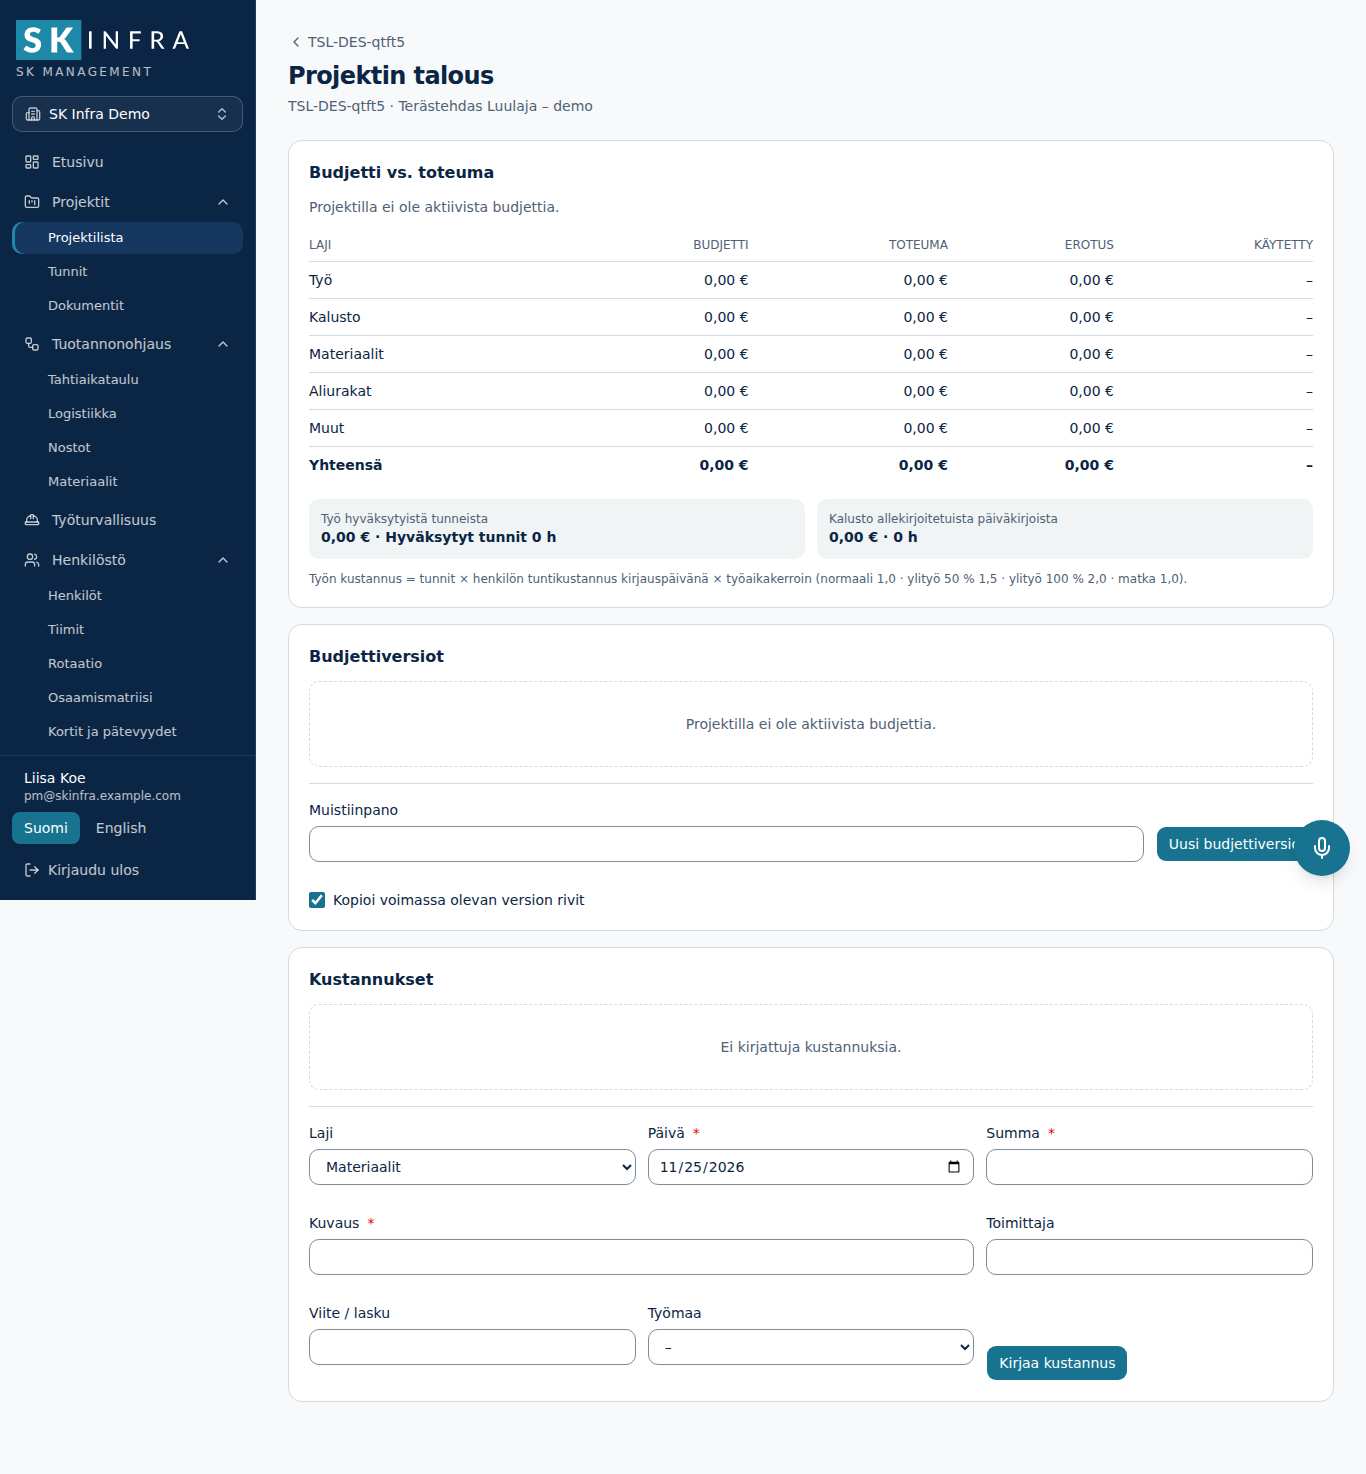 SK INFRA
SK MANAGEMENT
SK Infra Demo
Etusivu
Projektit
Projektilista
Tunnit
Dokumentit
Tuotannonohjaus
Tahtiaikataulu
Logistiikka
Nostot
Materiaalit
Työturvallisuus
Henkilöstö
Henkilöt
Tiimit
Rotaatio
Osaamismatriisi
Kortit ja pätevyydet
Liisa Koe
pm@skinfra.example.com
Suomi English
Kirjaudu ulos
TSL-DES-qtft5
Projektin talous
TSL-DES-qtft5 · Terästehdas Luulaja – demo
Budjetti vs. toteuma
Projektilla ei ole aktiivista budjettia.
LAJI BUDJETTI TOTEUMA EROTUS KÄYTETTY
Työ 0,00 € 0,00 € 0,00 € –
Kalusto 0,00 € 0,00 € 0,00 € –
Materiaalit 0,00 € 0,00 € 0,00 € –
Aliurakat 0,00 € 0,00 € 0,00 € –
Muut 0,00 € 0,00 € 0,00 € –
Yhteensä 0,00 € 0,00 € 0,00 € –
Työ hyväksytyistä tunneista
0,00 € · Hyväksytyt tunnit 0 h
Kalusto allekirjoitetuista päiväkirjoista
0,00 € · 0 h
Työn kustannus = tunnit × henkilön tuntikustannus kirjauspäivänä × työaikakerroin (normaali 1,0 · ylityö 50 % 1,5 · ylityö 100 % 2,0 · matka 1,0).
Budjettiversiot
Projektilla ei ole aktiivista budjettia.
Muistiinpano
Uusi
Kopioi voimassa olevan version rivit
Kustannukset
Ei kirjattuja kustannuksia.
Laji Päivä * Summa *
Materiaalit 11/25/2026
Kuvaus * Toimittaja
Viite / lasku Työmaa
–
Kirjaa kustannus